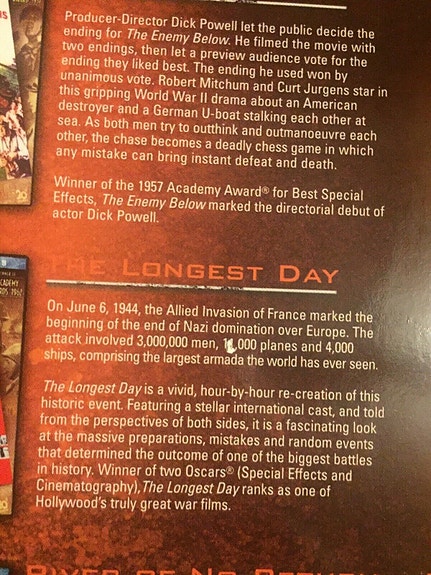 Producer-Director Dick Powell let the public decide the
ending for The Enemy Below. He filmed the movie with
two endings, then let a preview audience vote for the
ending they liked best. The ending he used won by
unanimous vote. Robert Mitchum and Curt Jurgens star in
this gripping World War II drama about an American
destroyer and a German U-boat stalking each other at
sea. As both men try to outthink and outmanoeuvre each
other, the chase becomes a deadly chess game in which
any mistake can bring instant defeat and death.
Winner of the 1957 Academy Award® for Best Special
Effects, The Enemy Below marked the directorial debut of
actor Dick Powell.
THE LONGEST DAY
On June 6, 1944, the Allied Invasion of France marked the
beginning of the end of Nazi domination over Europe. The
attack involved 3,000,000 men, 11,000 planes and 4,000
ships, comprising the largest armada the world has ever seen.
The Longest Day is a vivid, hour-by-hour re-creation of this
historic event. Featuring a stellar international cast, and told
from the perspectives of both sides, it is a fascinating look
at the massive preparations, mistakes and random events
that determined the outcome of one of the biggest battles
in history. Winner of two Oscars® (Special Effects and
Cinematography), The Longest Day ranks as one of
Hollywood's truly great war films.
RIVER OF NO RETURN